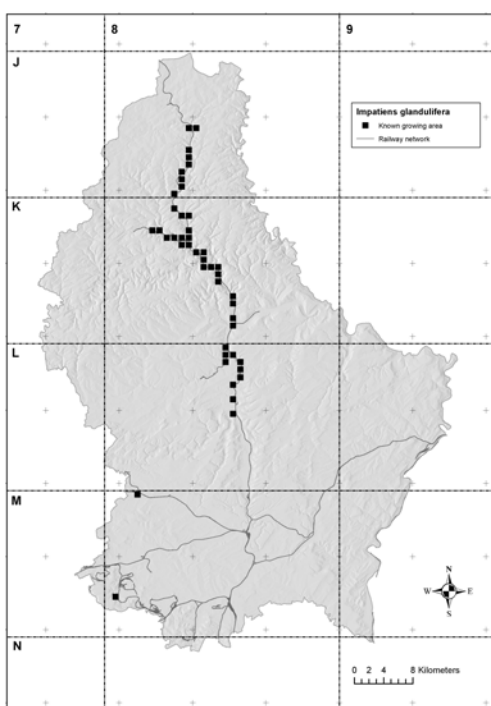 7 8 9
J
Impatiens glandulifera
Known growing area
Railway network
K
L
M
N
W E
S
N
0 2 4 8 Kilometers